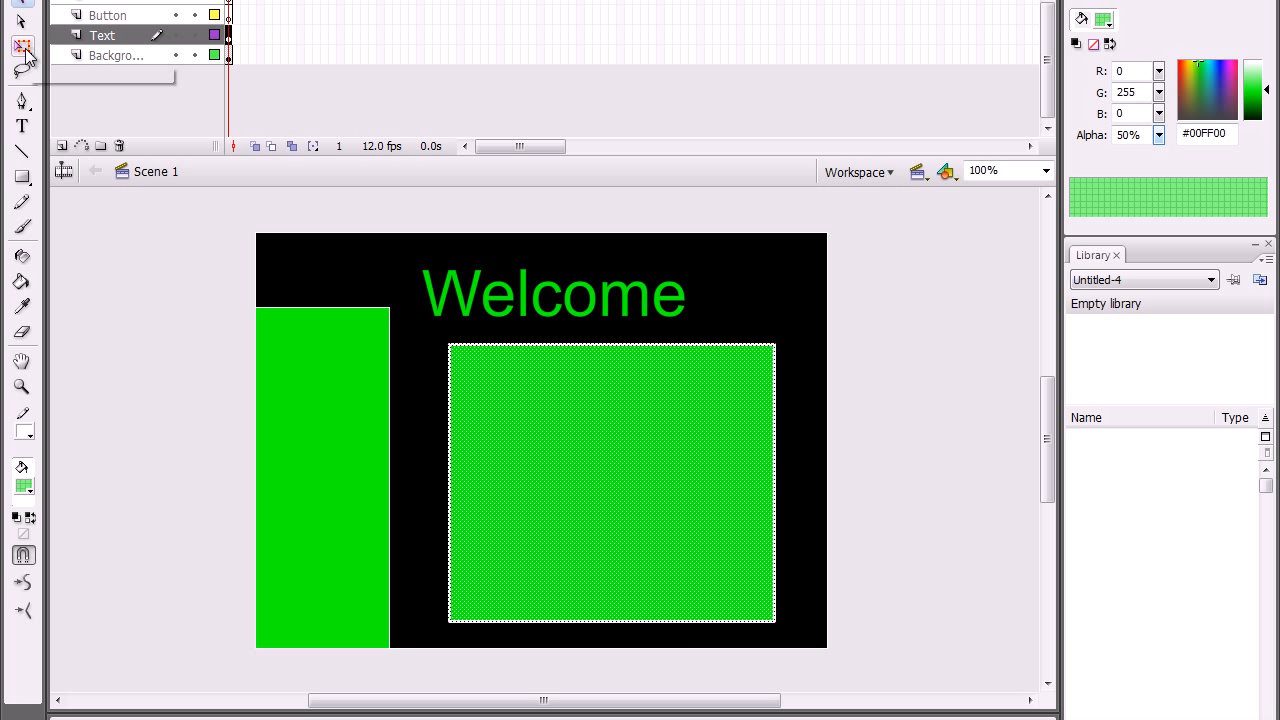 Button
Text
Backgro...
1 12.0 fps 0.0s
Scene 1
Workspace
100%
Welcome
R: 0
G: 255
B: 0
Alpha: 50%
#00FF00
Library
Untitled-4
Empty library
Name Type
T